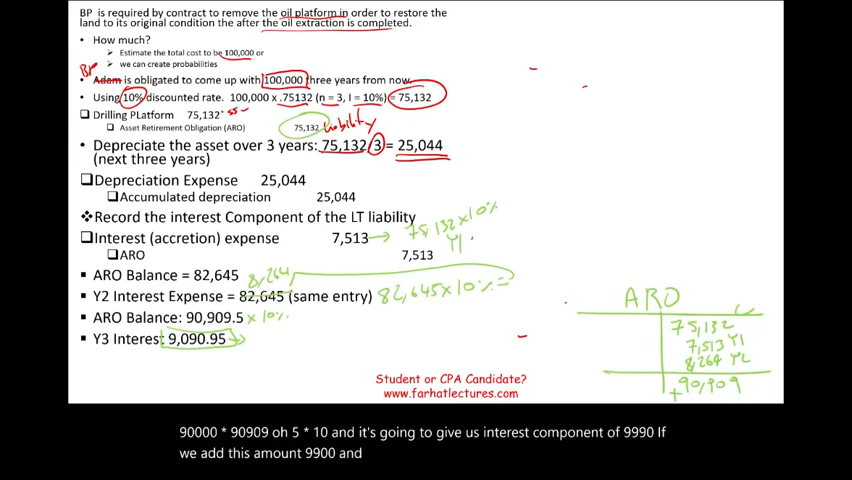 BP is required by contract to remove the oil platform in order to restore the
land to its original condition the after the oil extraction is completed.
• How much?
➢ Estimate the total cost to be 100,000 or
➢ we can create probabilities
BP
• Adam is obligated to come up with 100,000 three years from now.
• Using 10% discounted rate. 100,000 x .75132 (n = 3, I = 10%) = 75,132
❑ Drilling PLatform 75,132
❑ Asset Retirement Obligation (ARO) 75,132 liability
• Depreciate the asset over 3 years: 75,132/3 = 25,044
(next three years)
❑Depreciation Expense 25,044
❑Accumulated depreciation 25,044
❖Record the interest Component of the LT liability
75,132 x 10%
❑Interest (accretion) expense 7,513 → Y1
❑ARO 7,513
▪ ARO Balance = 82,645
8,264
▪ Y2 Interest Expense = 82,645 (same entry) 82,645 x 10% =
▪ ARO Balance: 90,909.5 x 10%
▪ Y3 Interest 9,090.95
ARO
75,132
7,513 Y1
8,264 Y2
+90,909
Student or CPA Candidate?
www.farhatlectures.com
90000 * 90909 oh 5 * 10 and it's going to give us interest component of 9990 If
we add this amount 9900 and